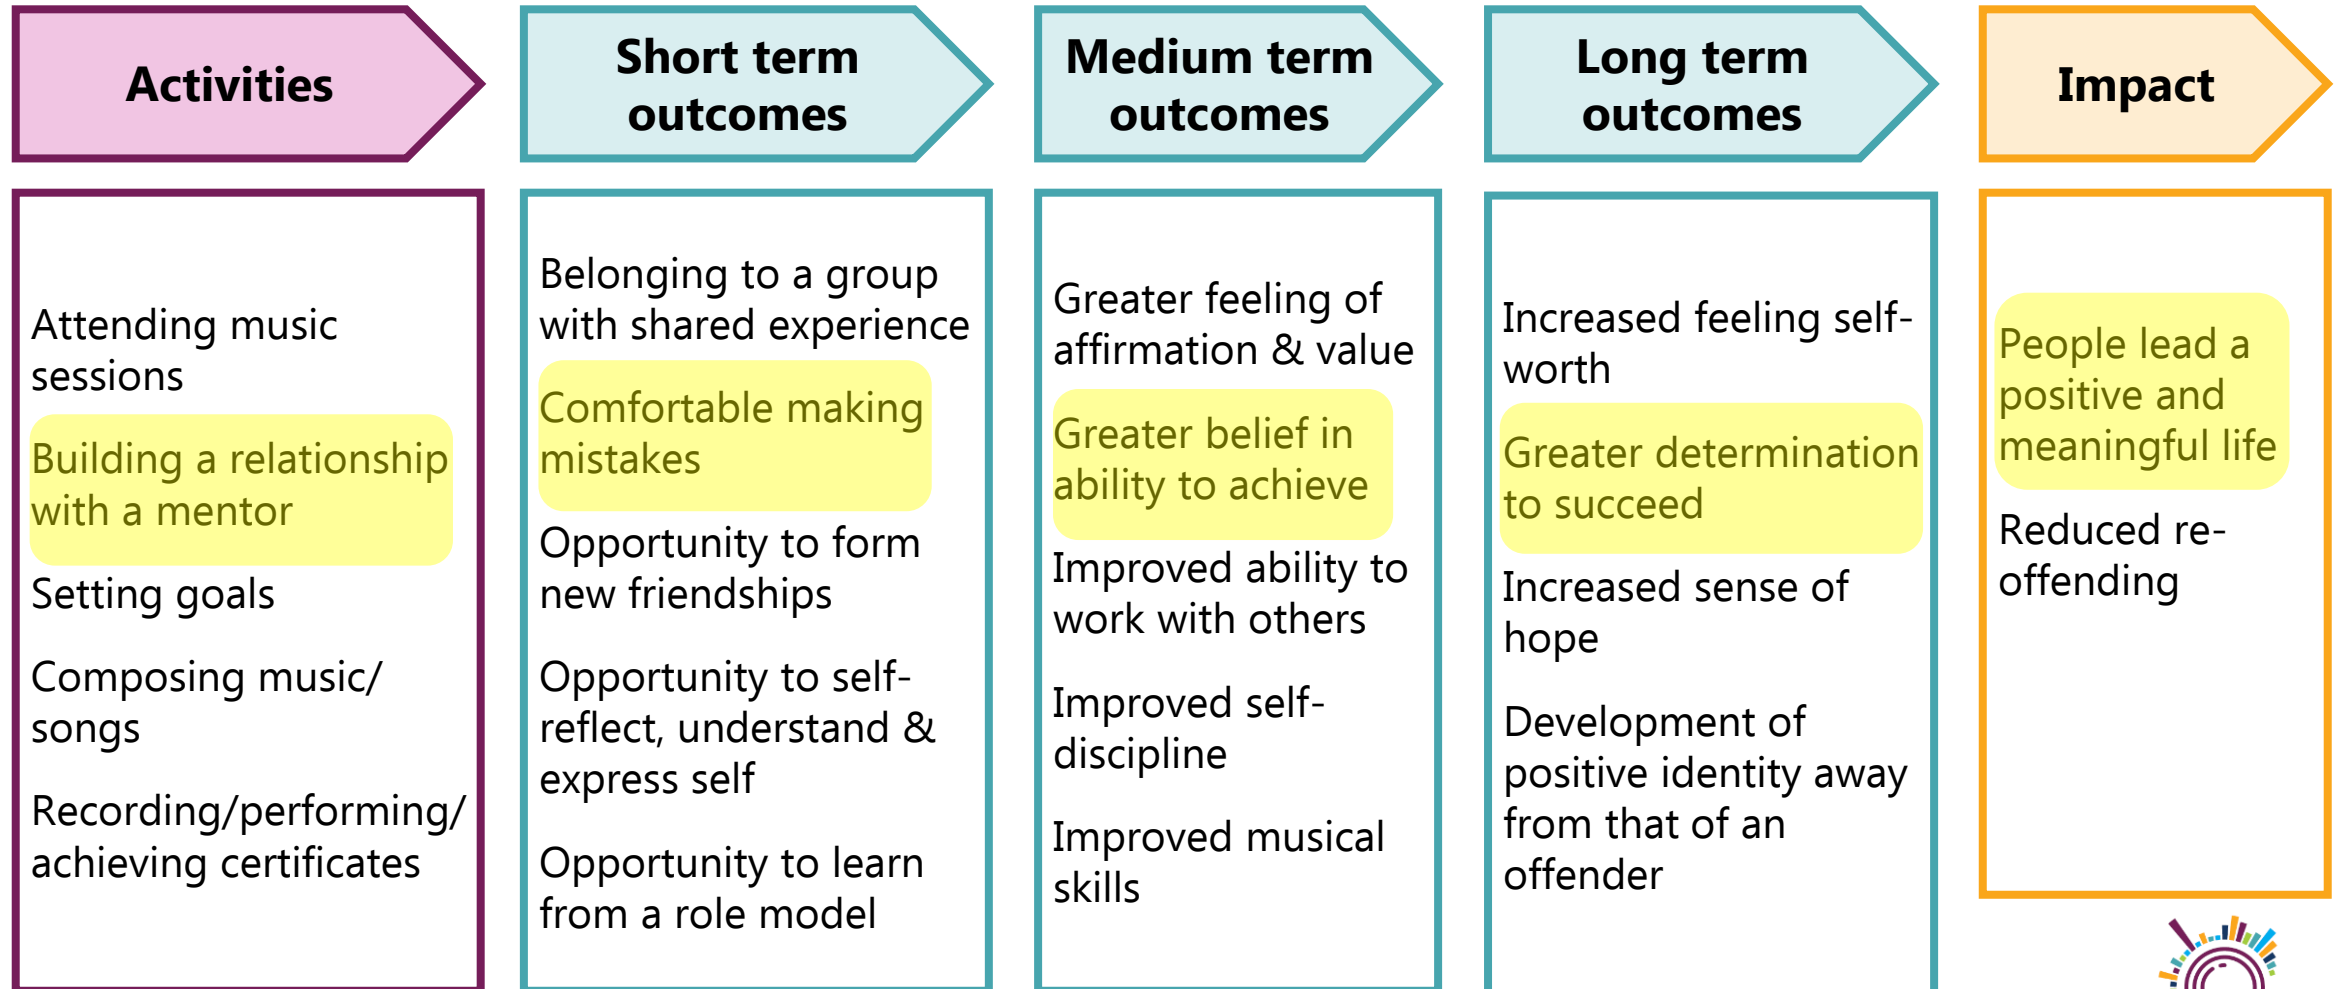 Activities
Short term
outcomes
Medium term
outcomes
Long term
outcomes
Impact
Attending music
sessions
Building a relationship
with a mentor
Setting goals
Composing music/
songs
Recording/performing/
achieving certificates
Belonging to a group
with shared experience
Comfortable making
mistakes
Opportunity to form
new friendships
Opportunity to self-
reflect, understand &
express self
Opportunity to learn
from a role model
Greater feeling of
affirmation & value
Greater belief in
ability to achieve
Improved ability to
work with others
Improved self-
discipline
Improved musical
skills
Increased feeling self-
worth
Greater determination
to succeed
Increased sense of
hope
Development of
positive identity away
from that of an
offender
People lead a
positive and
meaningful life
Reduced re-
offending